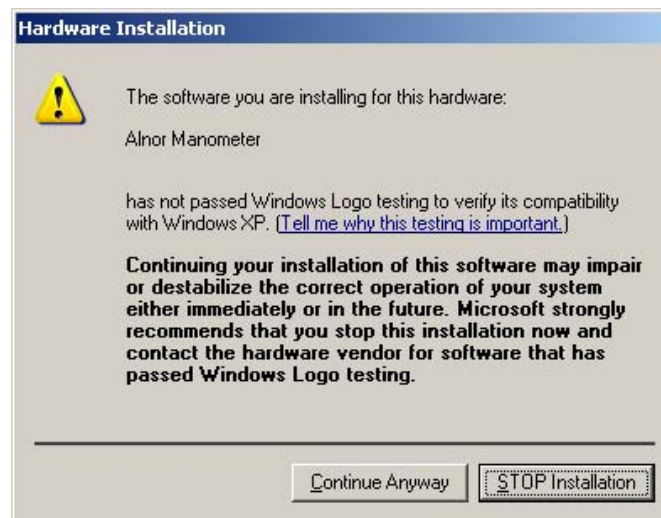 Hardware Installation
The software you are installing for this hardware:
Alnor Manometer
has not passed Windows Logo testing to verify its compatibility
with Windows XP. (Tell me why this testing is important.)
Continuing your installation of this software may impair
or destabilize the correct operation of your system
either immediately or in the future. Microsoft strongly
recommends that you stop this installation now and
contact the hardware vendor for software that has
passed Windows Logo testing.
Continue Anyway
STOP Installation